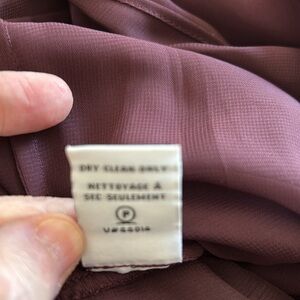 DRY CLEAN ONLY
NETTOYAGE À
SEC SEULEMENT
P